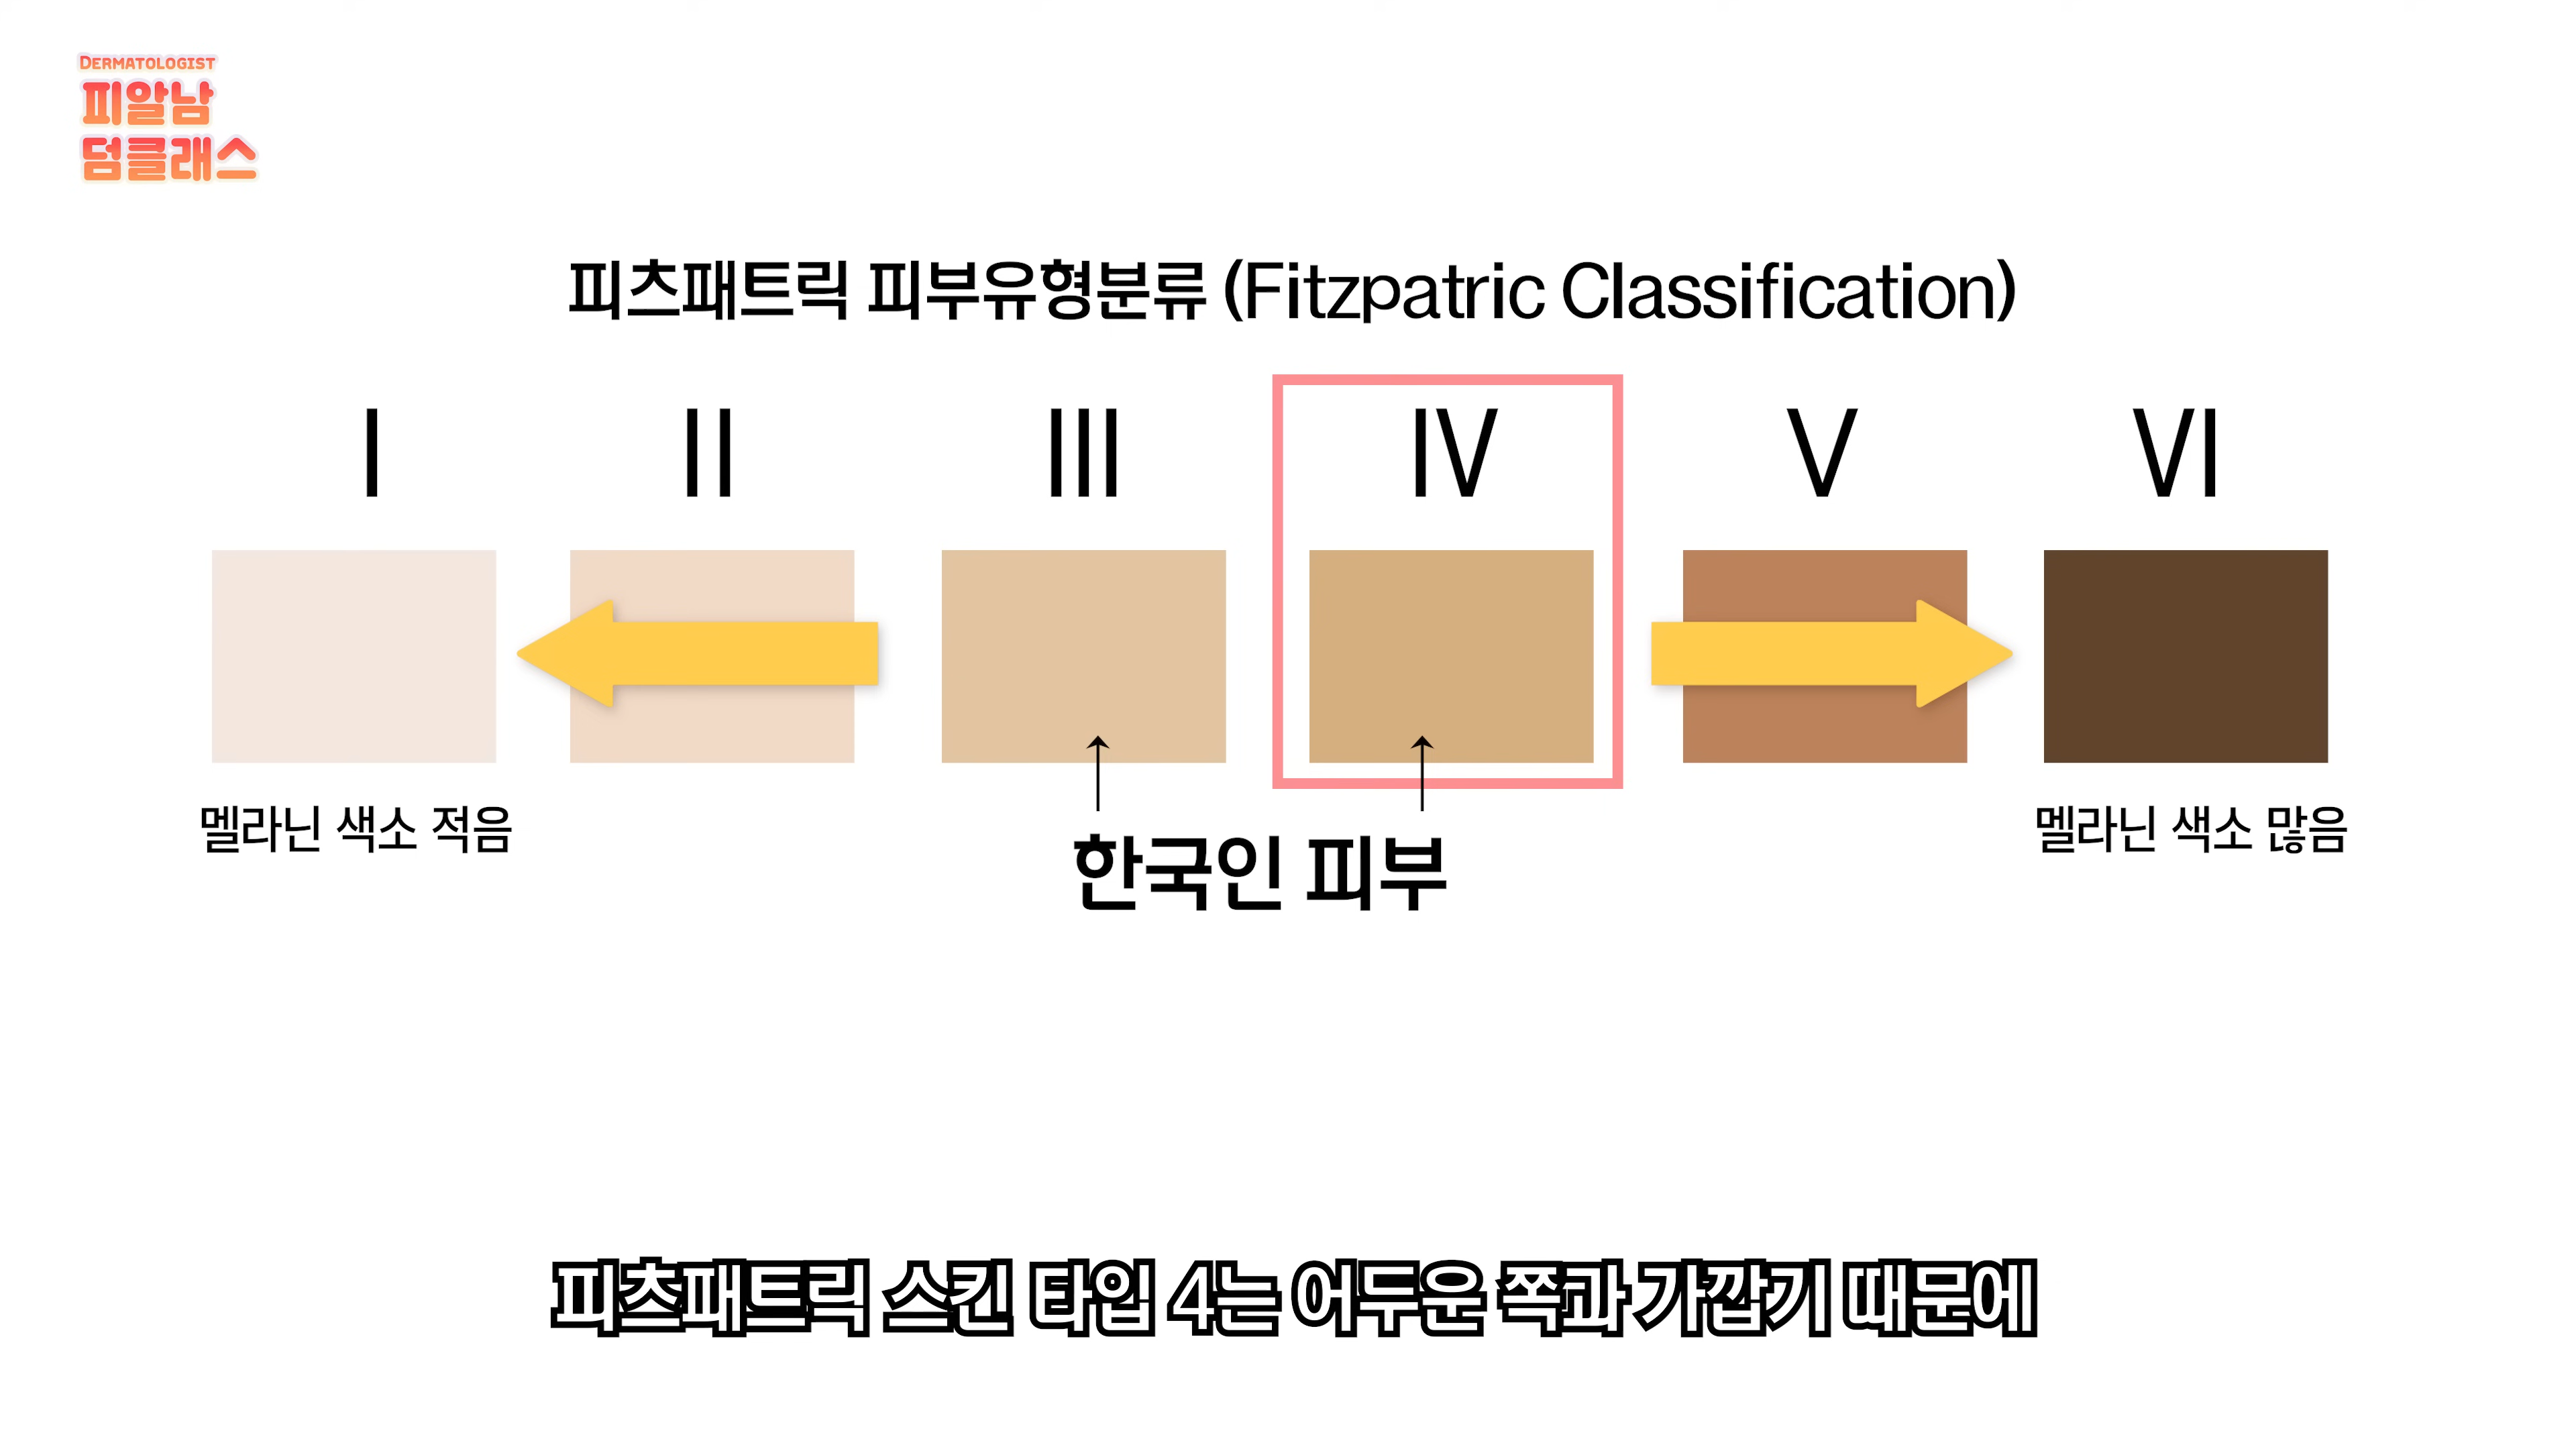 DERMATOLOGIST
피알남
덤클래스
피츠패트릭 피부유형분류 (Fitzpatric Classification)
I II III IV V VI
멜라닌 색소 적음
한국인 피부
멜라닌 색소 많음
피츠패트릭 스킨 타입 4는 어두운 쪽과 가깝기 때문에